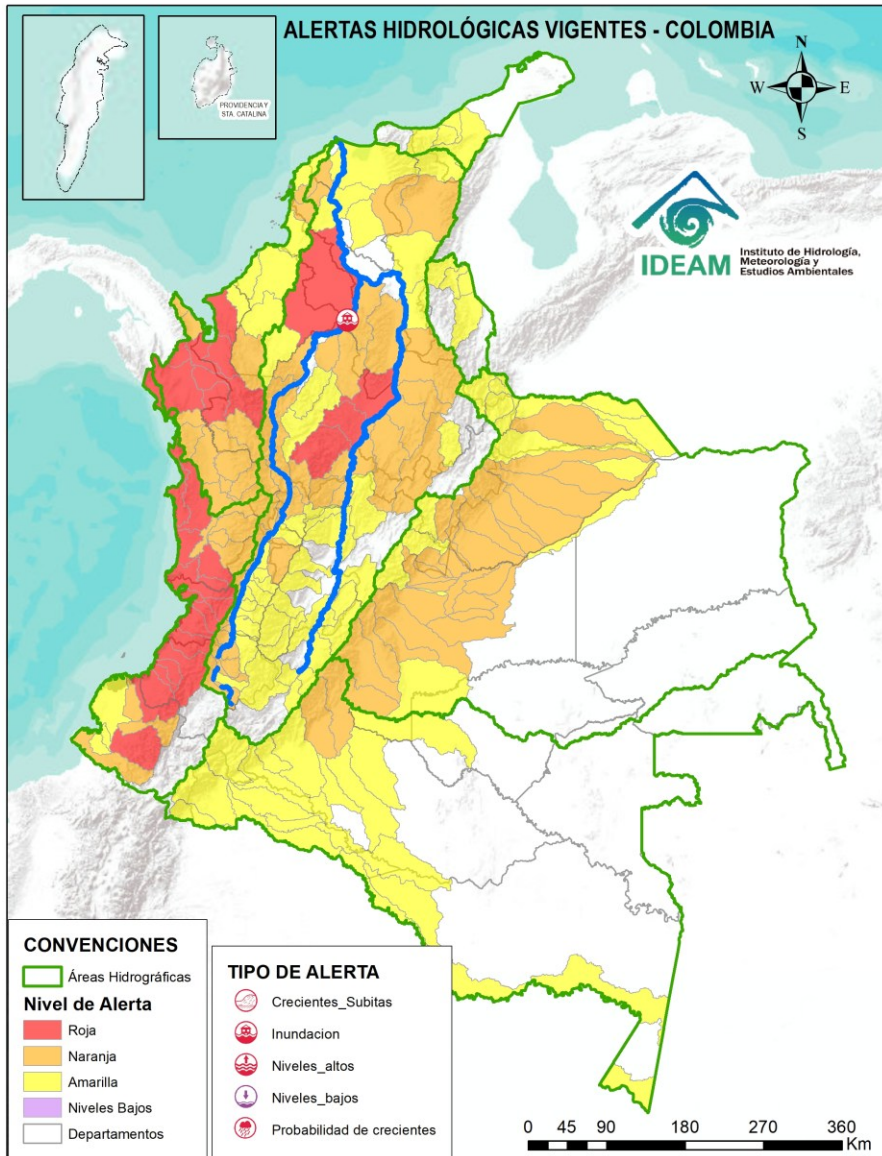 ALERTAS HIDROLÓGICAS VIGENTES - COLOMBIA
PROVIDENCIA Y
STA. CATALINA
N
W
E
S
IDEAM
Instituto de Hidrología,
Meteorología y
Estudios Ambientales
CONVENCIONES
Áreas Hidrográficas
Nivel de Alerta
Roja
Naranja
Amarilla
Niveles Bajos
Departamentos
TIPO DE ALERTA
Crecientes_Subitas
Inundacion
Niveles_altos
Niveles_bajos
Probabilidad de crecientes
0 45 90 180 270 360
Km